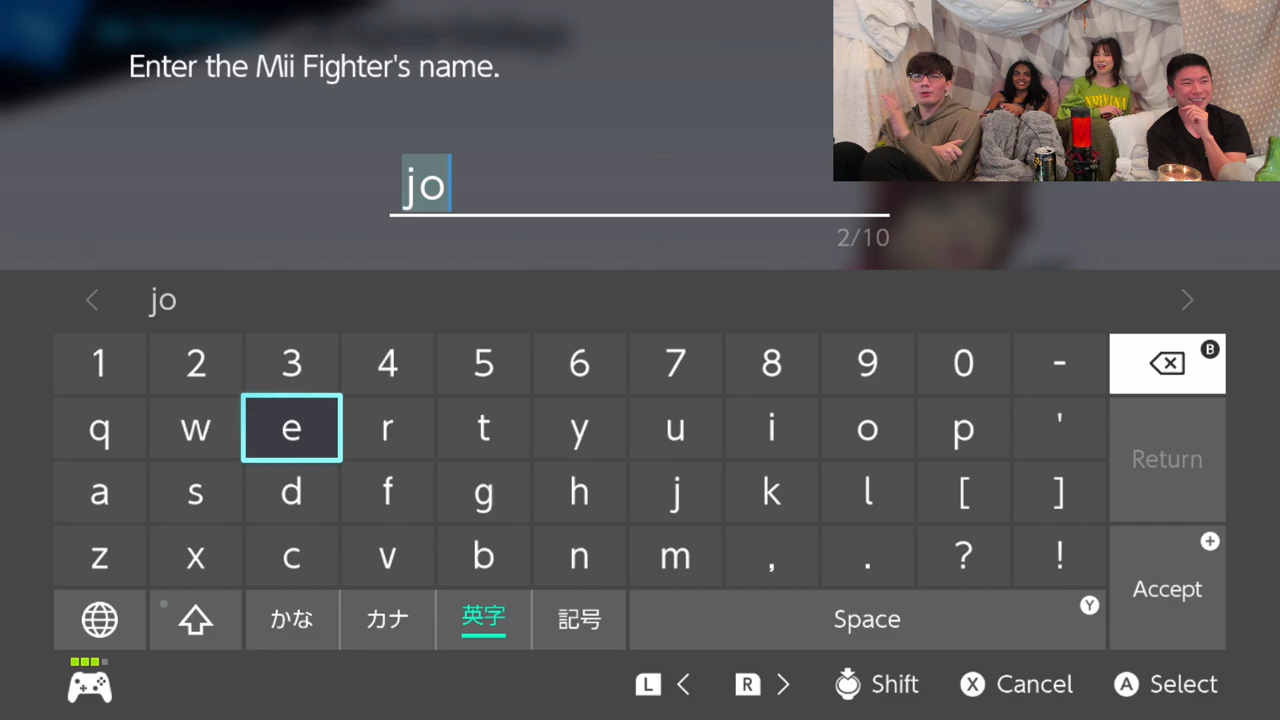 Enter the Mii Fighter's name.
jo
2/10
jo
1 2 3 4 5 6 7 8 9 0 - B
q w e r t y u i o p '
Return
a s d f g h j k l [ ]
z x c v b n m , . ? ! +
Accept
かな カナ 英字 記号 Space Y
L R Shift X Cancel A Select